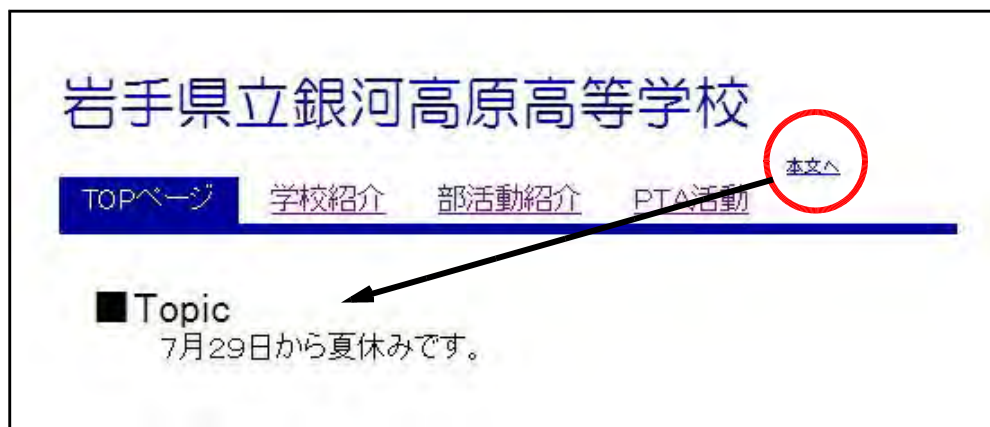 岩手県立銀河高原高等学校
本文へ
TOPページ 学校紹介 部活動紹介 PTA活動
■Topic
7月29日から夏休みです。